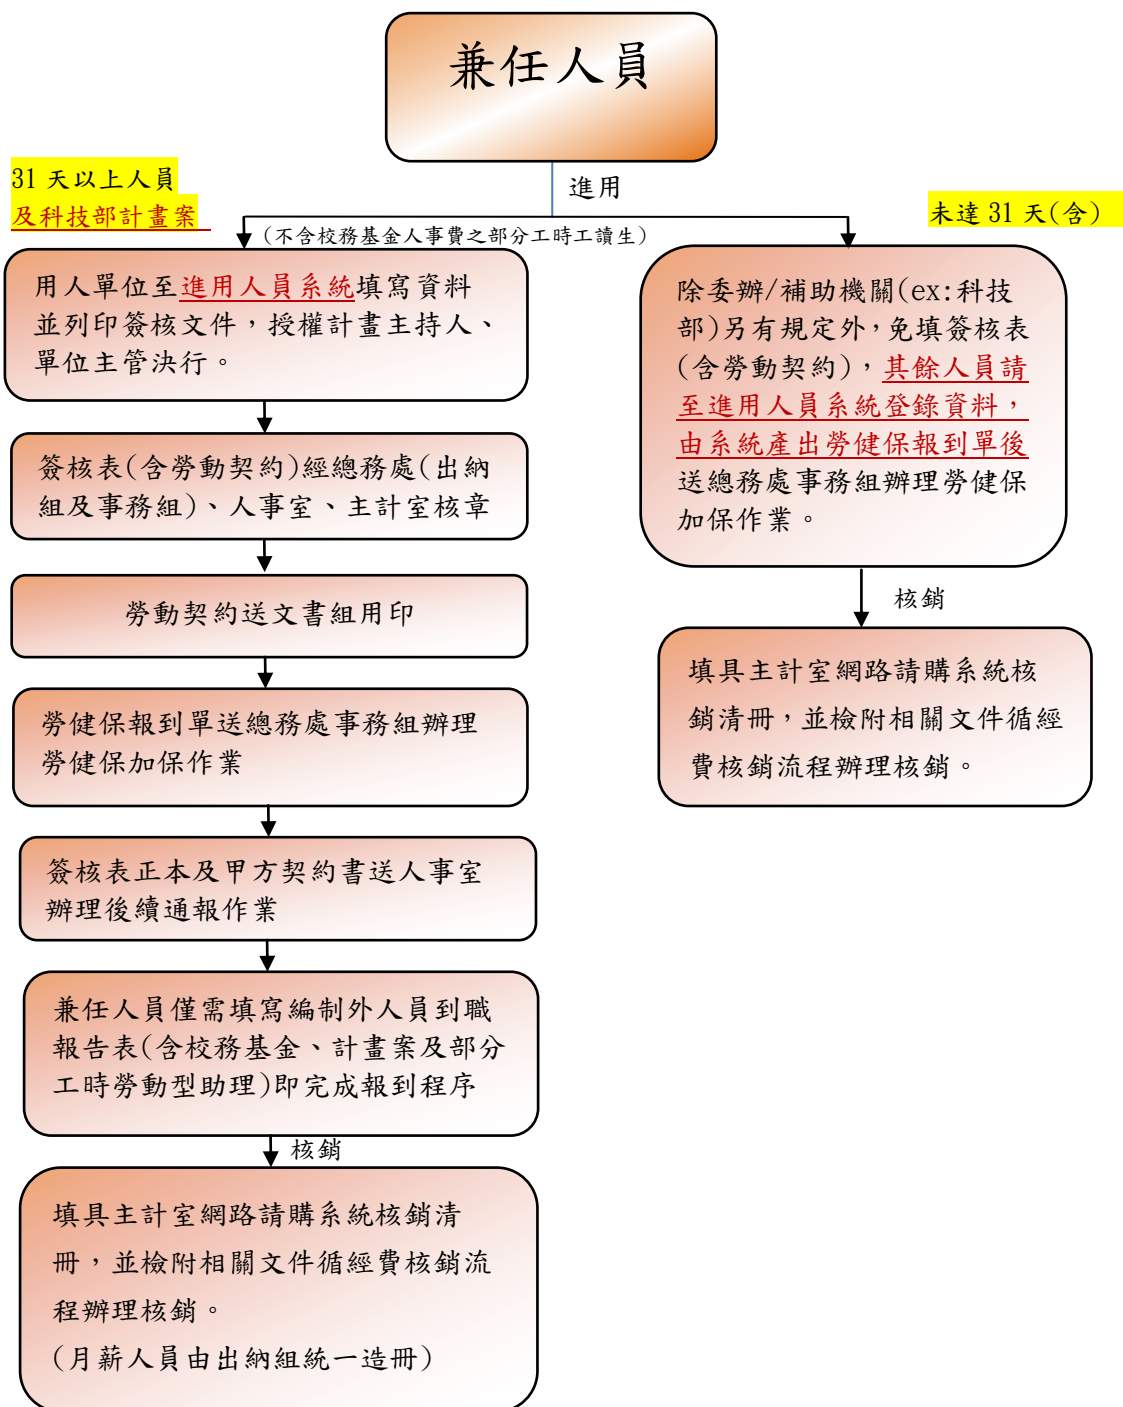 兼任人員
進用
31 天以上人員
及科技部計畫案
(不含校務基金人事費之部分工時工讀生)
用人單位至進用人員系統填寫資料
並列印簽核文件，授權計畫主持人、
單位主管決行。
簽核表(含勞動契約)經總務處(出納
組及事務組)、人事室、主計室核章
勞動契約送文書組用印
勞健保報到單送總務處事務組辦理
勞健保加保作業
簽核表正本及甲方契約書送人事室
辦理後續通報作業
兼任人員僅需填寫編制外人員到職
報告表(含校務基金、計畫案及部分
工時勞動型助理)即完成報到程序
核銷
填具主計室網路請購系統核銷清
冊，並檢附相關文件循經費核銷流
程辦理核銷。
(月薪人員由出納組統一造冊)
未達 31 天(含)
除委辦/補助機關(ex:科技
部)另有規定外，免填簽核表
(含勞動契約)，其餘人員請
至進用人員系統登錄資料，
由系統產出勞健保報到單後
送總務處事務組辦理勞健保
加保作業。
核銷
填具主計室網路請購系統核
銷清冊，並檢附相關文件循經
費核銷流程辦理核銷。